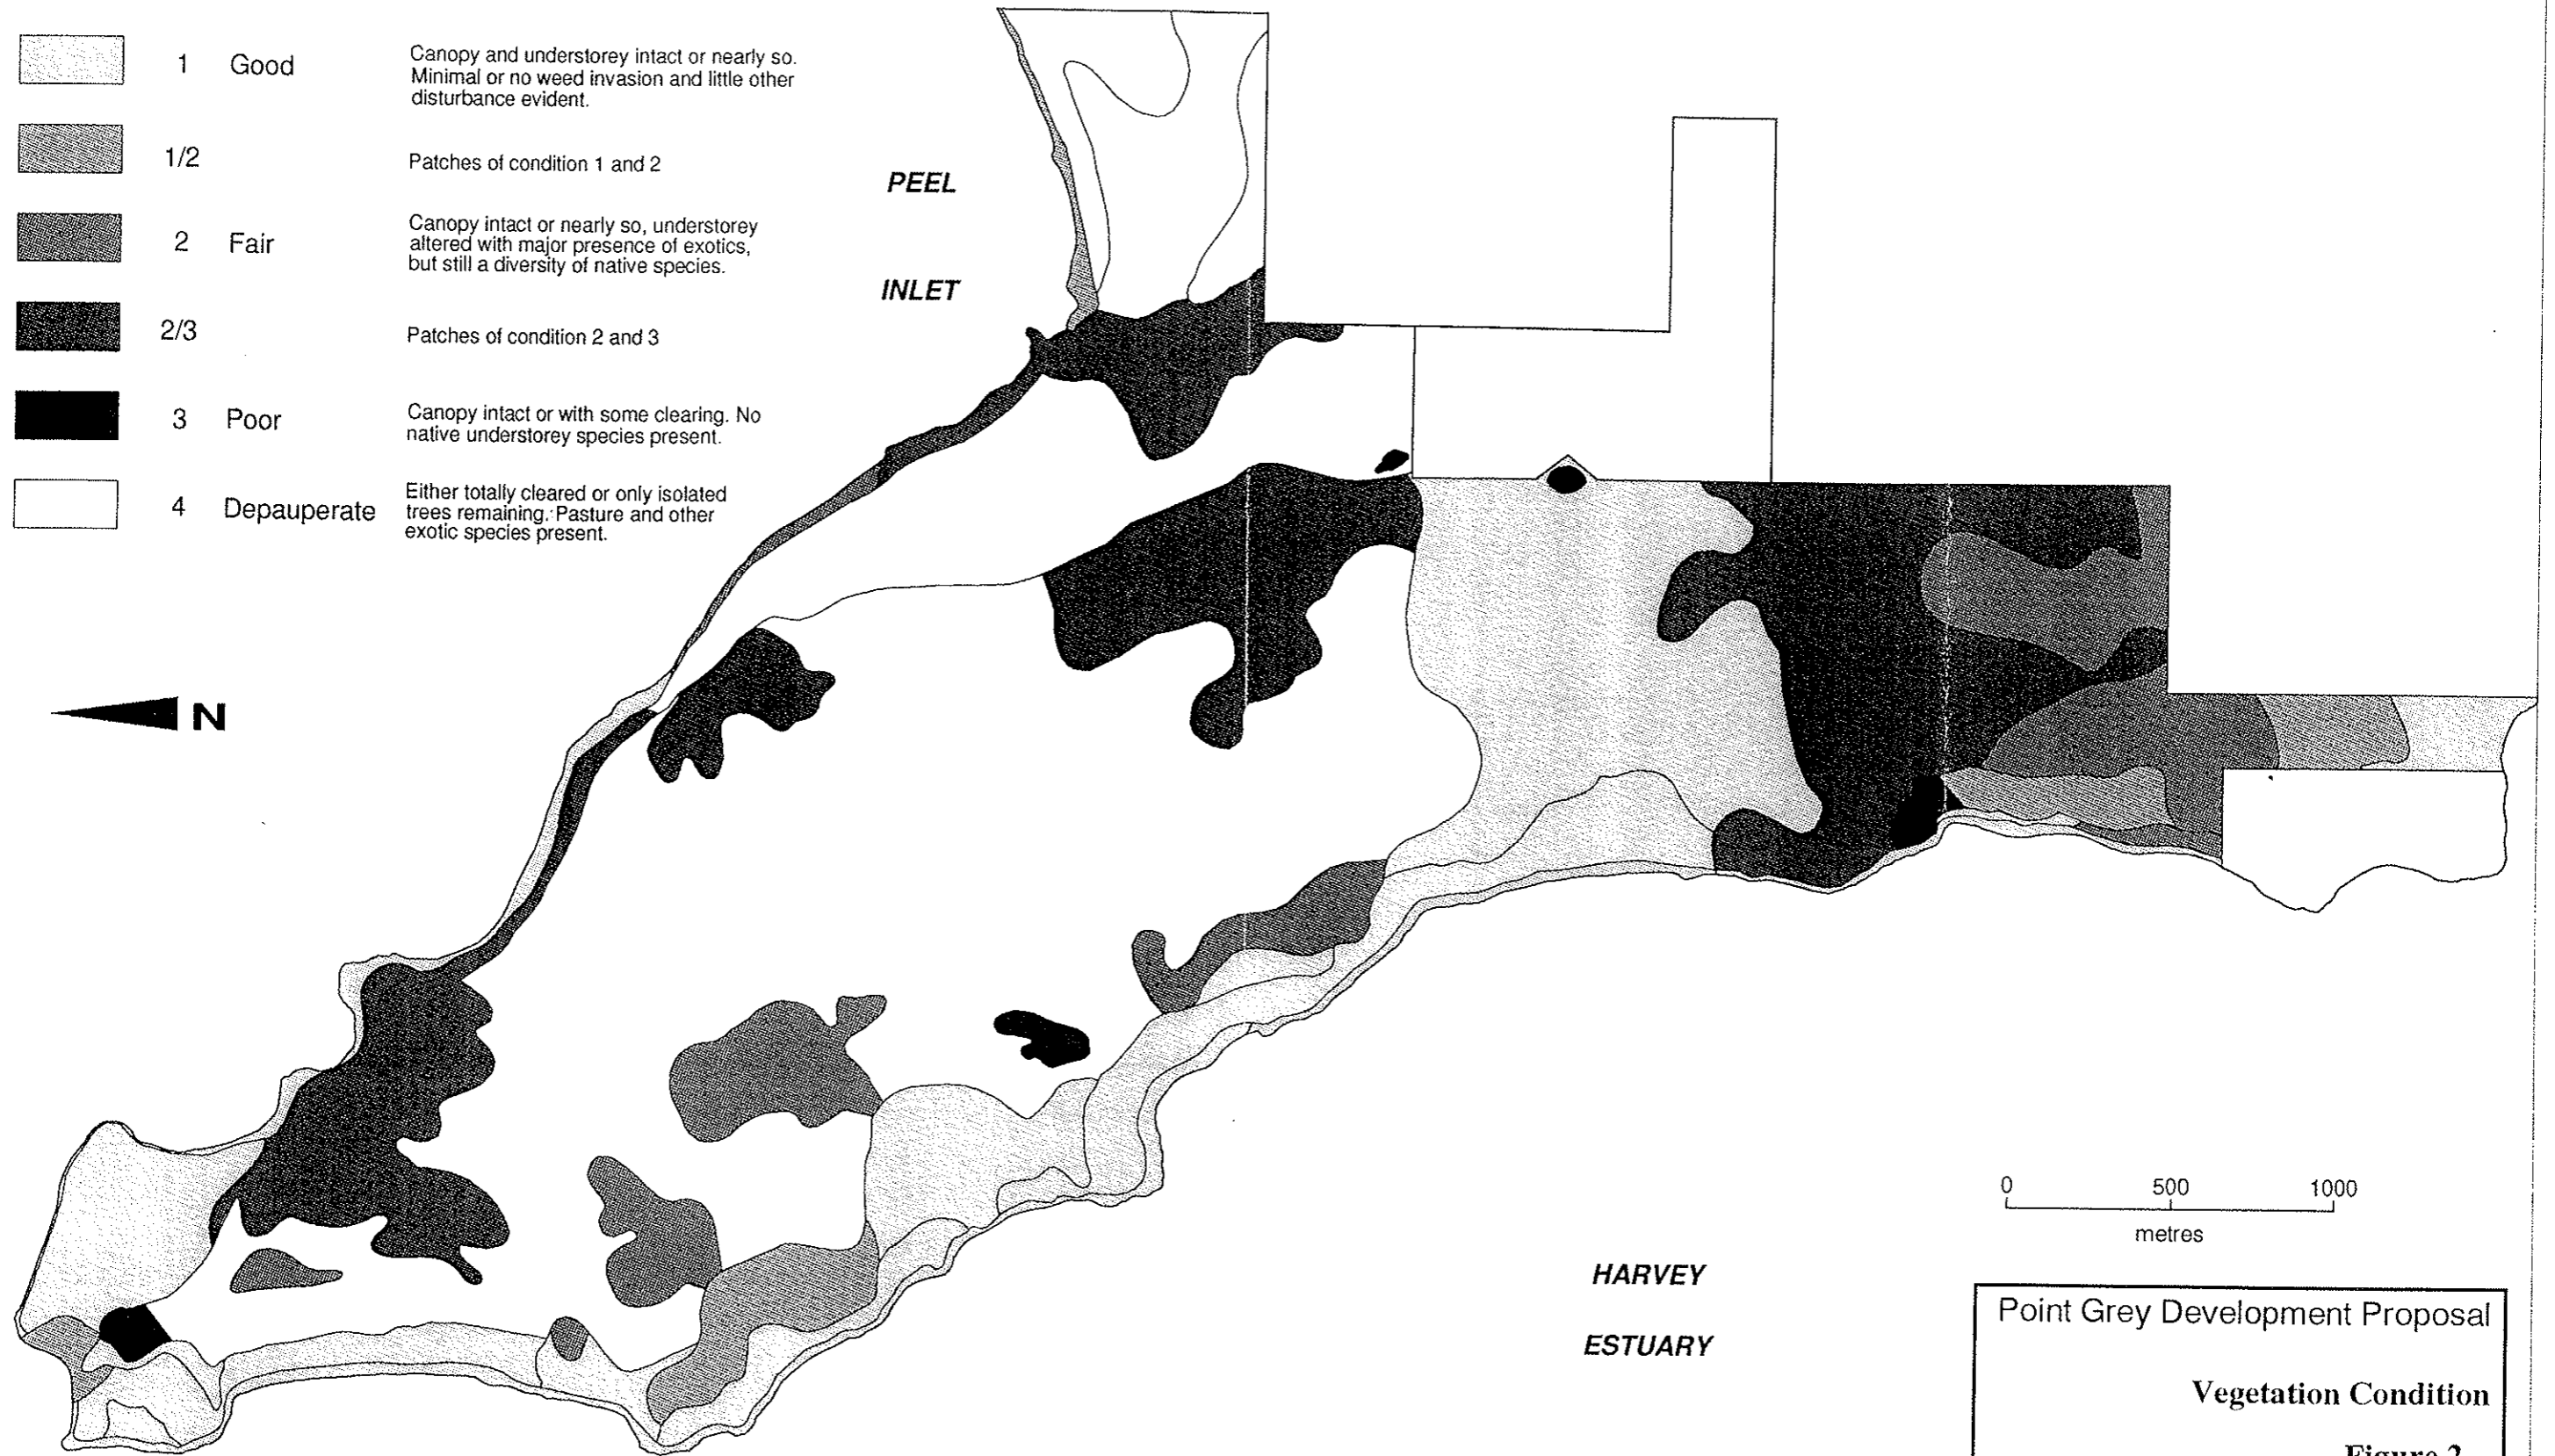 1 Good
Canopy and understorey intact or nearly so.
Minimal or no weed invasion and little other
disturbance evident.
1/2
Patches of condition 1 and 2
2 Fair
Canopy intact or nearly so, understorey
altered with major presence of exotics,
but still a diversity of native species.
2/3
Patches of condition 2 and 3
3 Poor
Canopy intact or with some clearing. No
native understorey species present.
4 Depauperate
Either totally cleared or only isolated
trees remaining. Pasture and other
exotic species present.
PEEL
INLET
N
HARVEY
ESTUARY
0 500 1000
metres
Point Grey Development Proposal
Vegetation Condition
Figure 2